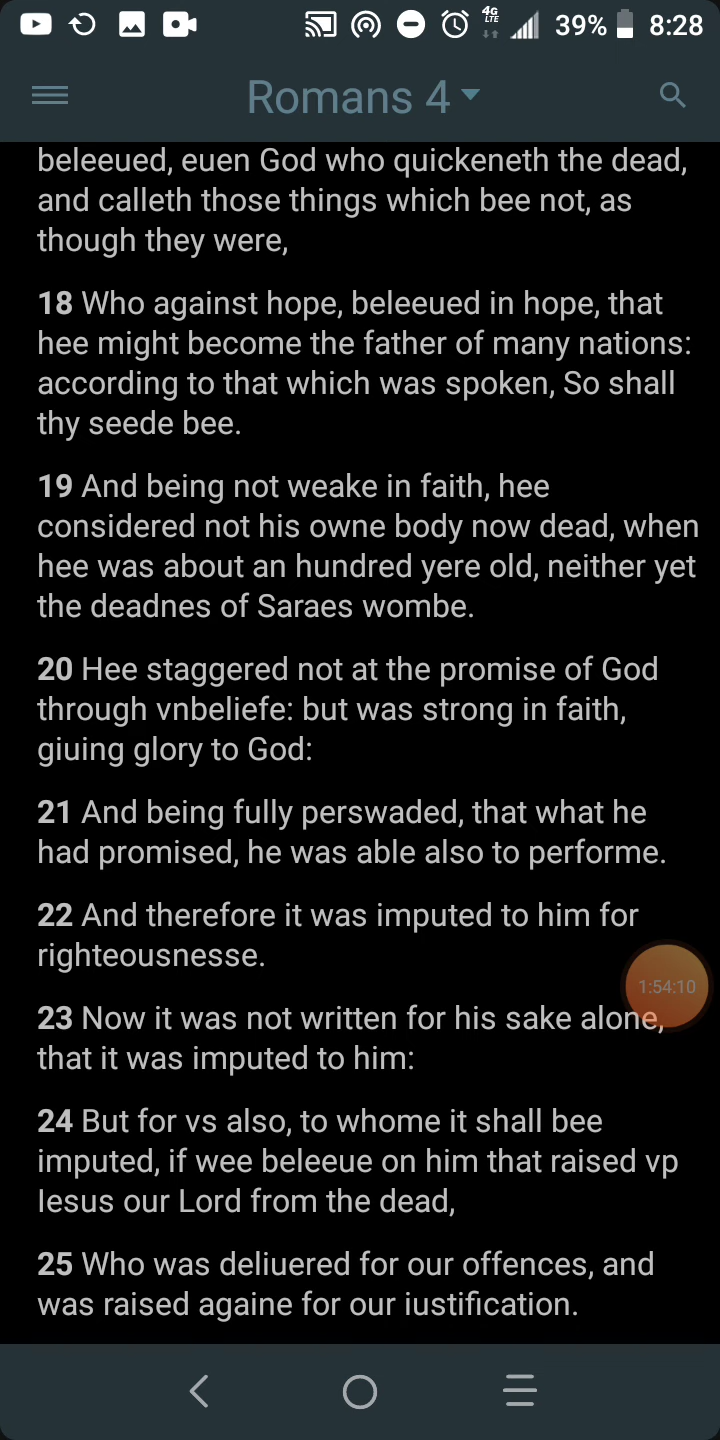 4G
LTE
39%
8:28
Romans 4
beleeued, euen God who quickeneth the dead,
and calleth those things which bee not, as
though they were,
18 Who against hope, beleeued in hope, that
hee might become the father of many nations:
according to that which was spoken, So shall
thy seede bee.
19 And being not weake in faith, hee
considered not his owne body now dead, when
hee was about an hundred yere old, neither yet
the deadnes of Saraes wombe.
20 Hee staggered not at the promise of God
through vnbeliefe: but was strong in faith,
giuing glory to God:
21 And being fully perswaded, that what he
had promised, he was able also to performe.
22 And therefore it was imputed to him for
righteousnesse.
1:54:10
23 Now it was not written for his sake alone,
that it was imputed to him:
24 But for vs also, to whome it shall bee
imputed, if wee beleeue on him that raised vp
Iesus our Lord from the dead,
25 Who was deliuered for our offences, and
was raised againe for our iustification.